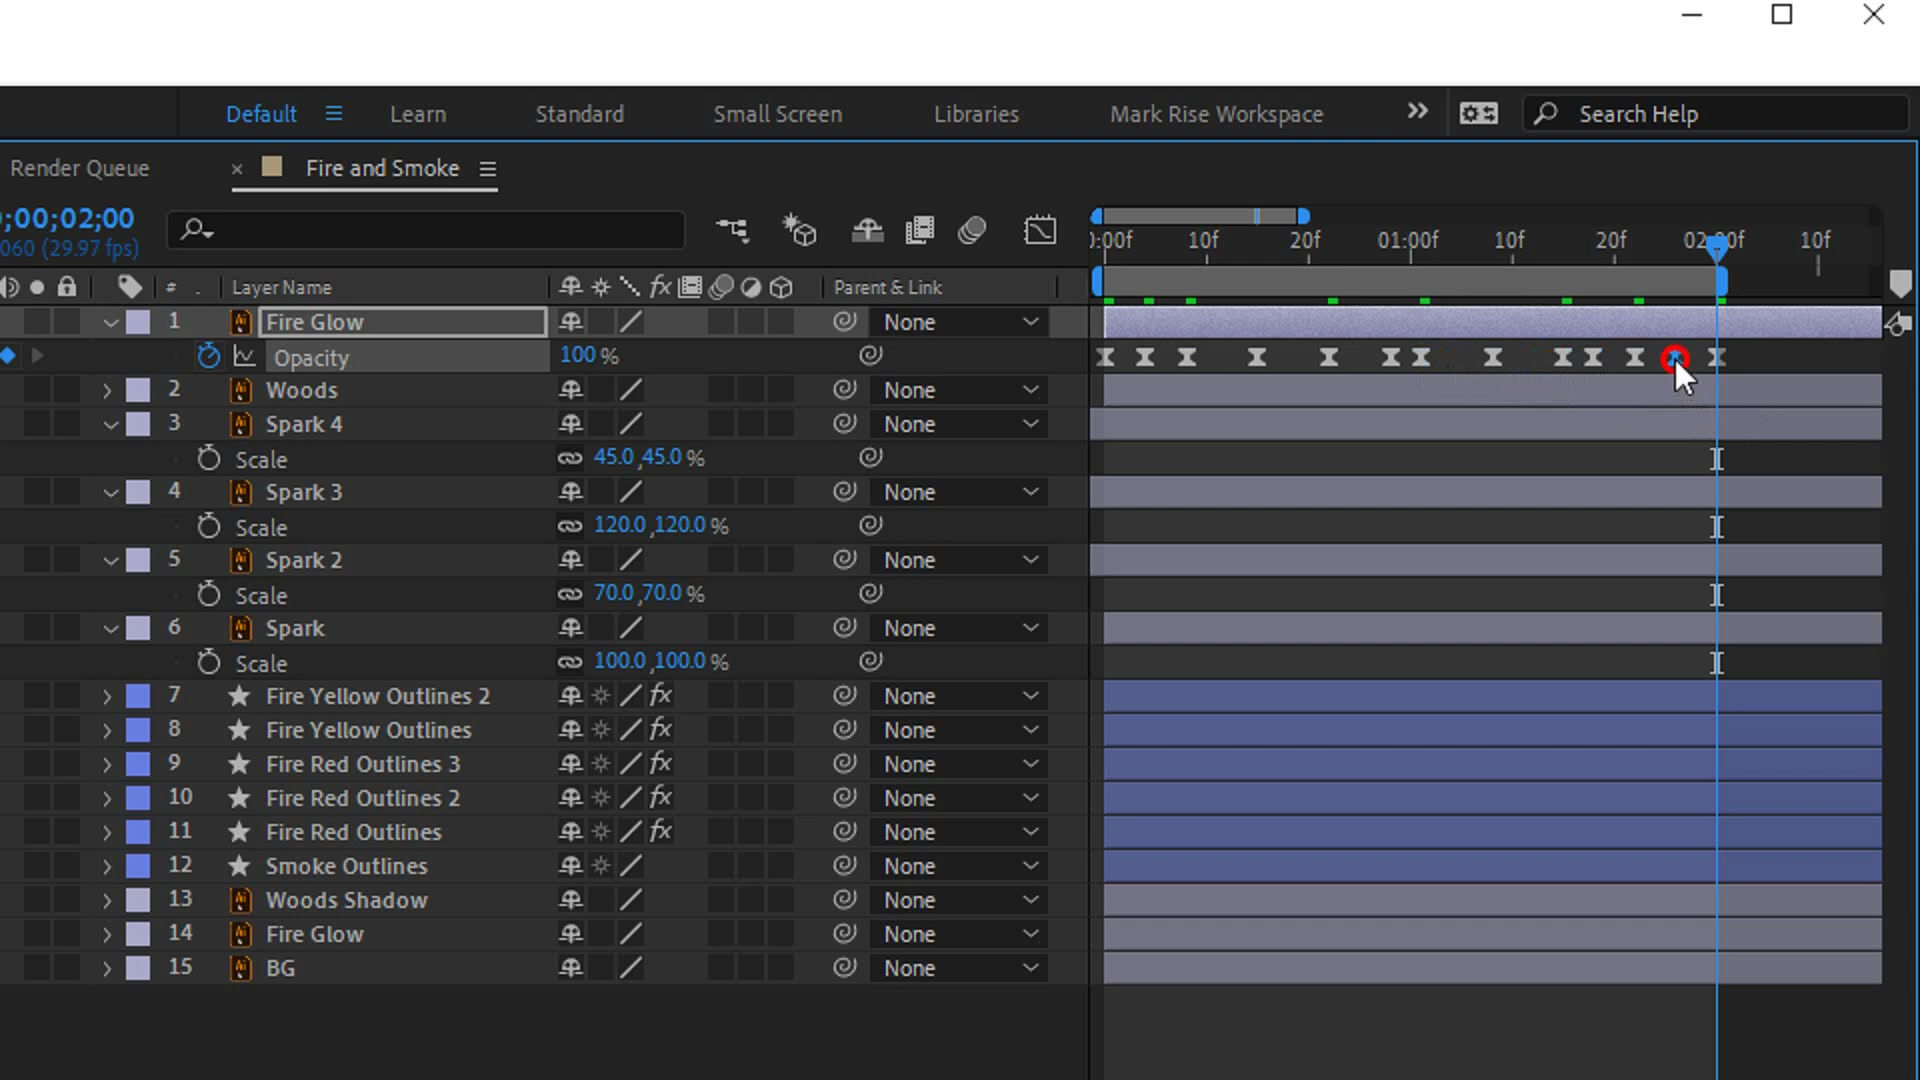 Default Learn Standard Small Screen Libraries Mark Rise Workspace Search Help
Render Queue × Fire and Smoke
;00;02;00
060 (29.97 fps)
:00f 10f 20f 01:00f 10f 20f 02:00f 10f
# . Layer Name fx Parent & Link
1 Fire Glow None
Opacity 100 %
2 Woods None
3 Spark 4 None
Scale 45.0,45.0 %
4 Spark 3 None
Scale 120.0,120.0 %
5 Spark 2 None
Scale 70.0,70.0 %
6 Spark None
Scale 100.0,100.0 %
7 Fire Yellow Outlines 2 fx None
8 Fire Yellow Outlines fx None
9 Fire Red Outlines 3 fx None
10 Fire Red Outlines 2 fx None
11 Fire Red Outlines fx None
12 Smoke Outlines None
13 Woods Shadow None
14 Fire Glow None
15 BG None